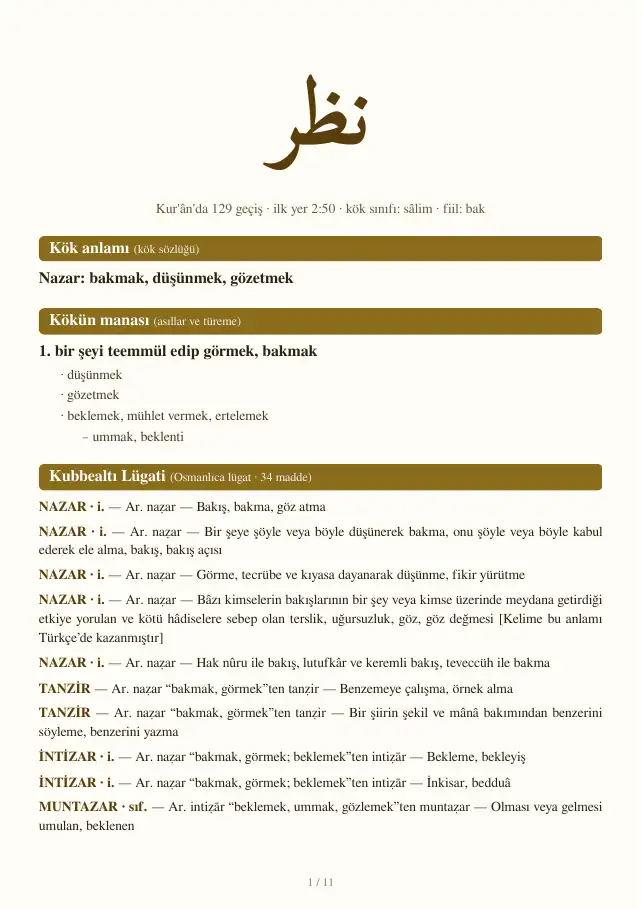 نظر
Kur'ân'da 129 geçiş · ilk yer 2:50 · kök sınıfı: sâlim · fiil: bak
Kök anlamı (kök sözlüğü)
Nazar: bakmak, düşünmek, gözetmek
Kökün manası (asıllar ve türeme)
1. bir şeyi teemmül edip görmek, bakmak
· düşünmek
· gözetmek
· beklemek, mühlet vermek, ertelemek
– ummak, beklenti
Kubbealtı Lügati (Osmanlıca lügat · 34 madde)
NAZAR · i. — Ar. naẓar — Bakış, bakma, göz atma
NAZAR · i. — Ar. naẓar — Bir şeye şöyle veya böyle düşünerek bakma, onu şöyle veya böyle kabul
ederek ele alma, bakış, bakış açısı
NAZAR · i. — Ar. naẓar — Görme, tecrübe ve kıyasa dayanarak düşünme, fikir yürütme
NAZAR · i. — Ar. naẓar — Bâzı kimselerin bakışlarının bir şey veya kimse üzerinde meydana getirdiği
etkiye yorulan ve kötü hâdiselere sebep olan terslik, uğursuzluk, göz, göz değmesi [Kelime bu anlamı
Türkçe’de kazanmıştır]
NAZAR · i. — Ar. naẓar — Hak nûru ile bakış, lutufkâr ve keremli bakış, teveccüh ile bakma
TANZİR — Ar. naẓar “bakmak, görmek”ten tanẓir — Benzemeye çalışma, örnek alma
TANZİR — Ar. naẓar “bakmak, görmek”ten tanẓir — Bir şiirin şekil ve mânâ bakımından benzerini
söyleme, benzerini yazma
İNTİZAR · i. — Ar. naẓar “bakmak, görmek; beklemek”ten intiẓār — Bekleme, bekleyiş
İNTİZAR · i. — Ar. naẓar “bakmak, görmek; beklemek”ten intiẓār — İnkisar, bedduâ
MUNTAZAR · sıf. — Ar. intiẓār “beklemek, ummak, gözlemek”ten muntaẓar — Olması veya gelmesi
umulan, beklenen
1 / 11